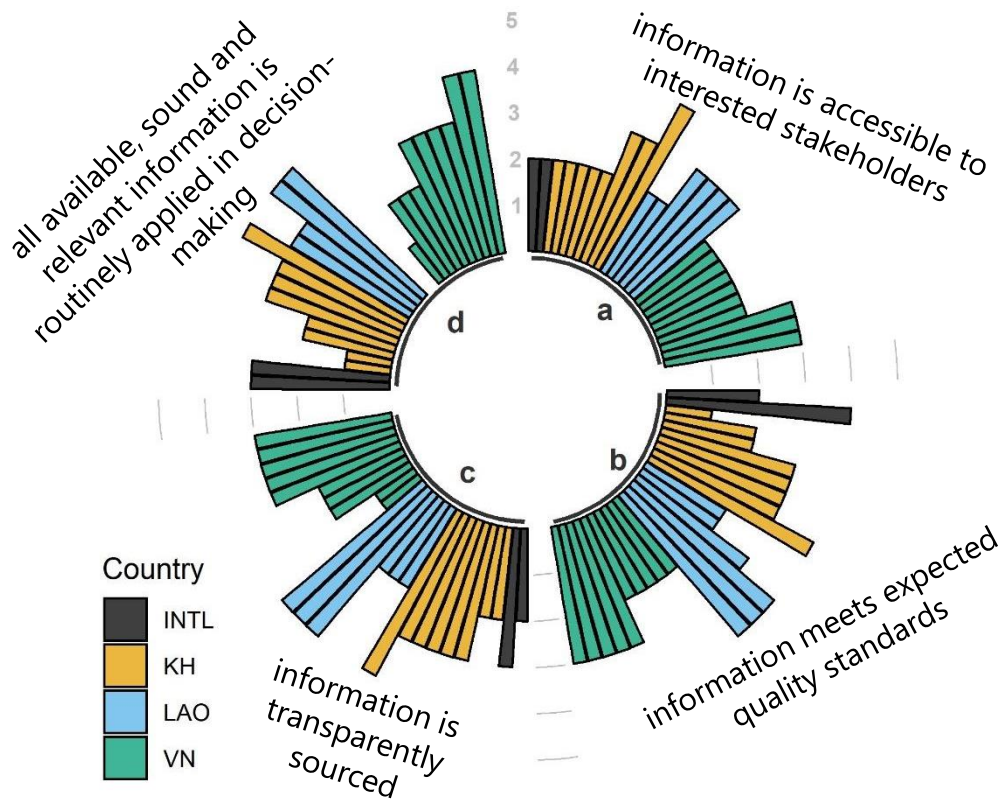 5
4
3
2
1
information is accessible to
interested stakeholders
all available, sound and
relevant information is
routinely applied in decision-
making
a
b
c
d
information meets expected
quality standards
information is
transparently
sourced
Country
INTL
KH
LAO
VN